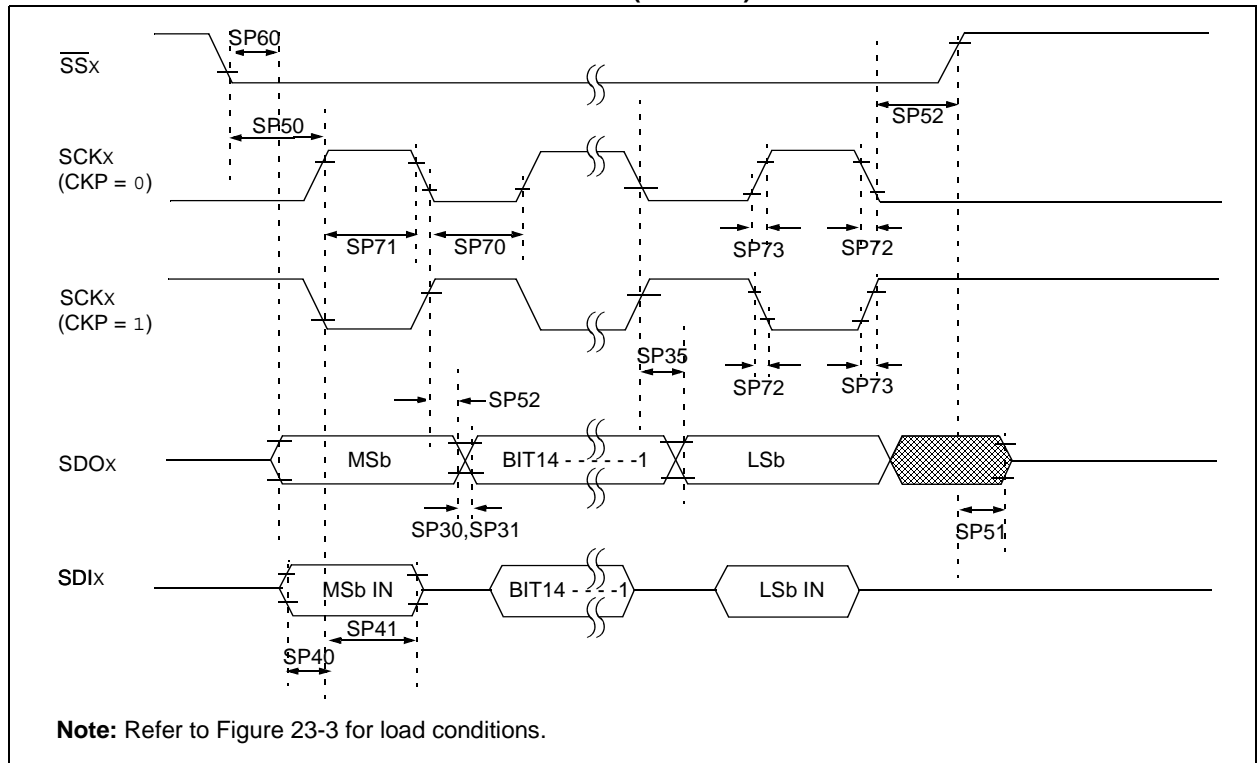 SP60
SSX
SP50
SP52
SCKX
(CKP = 0)
SP71
SP70
SP73
SP72
SCKX
(CKP = 1)
SP35
SP72
SP73
SP52
SDOX
MSb
BIT14 - - - - - -1
LSb
SP30,SP31
SP51
SDIX
MSb IN
BIT14 - - - -1
LSb IN
SP41
SP40
Note: Refer to Figure 23-3 for load conditions.